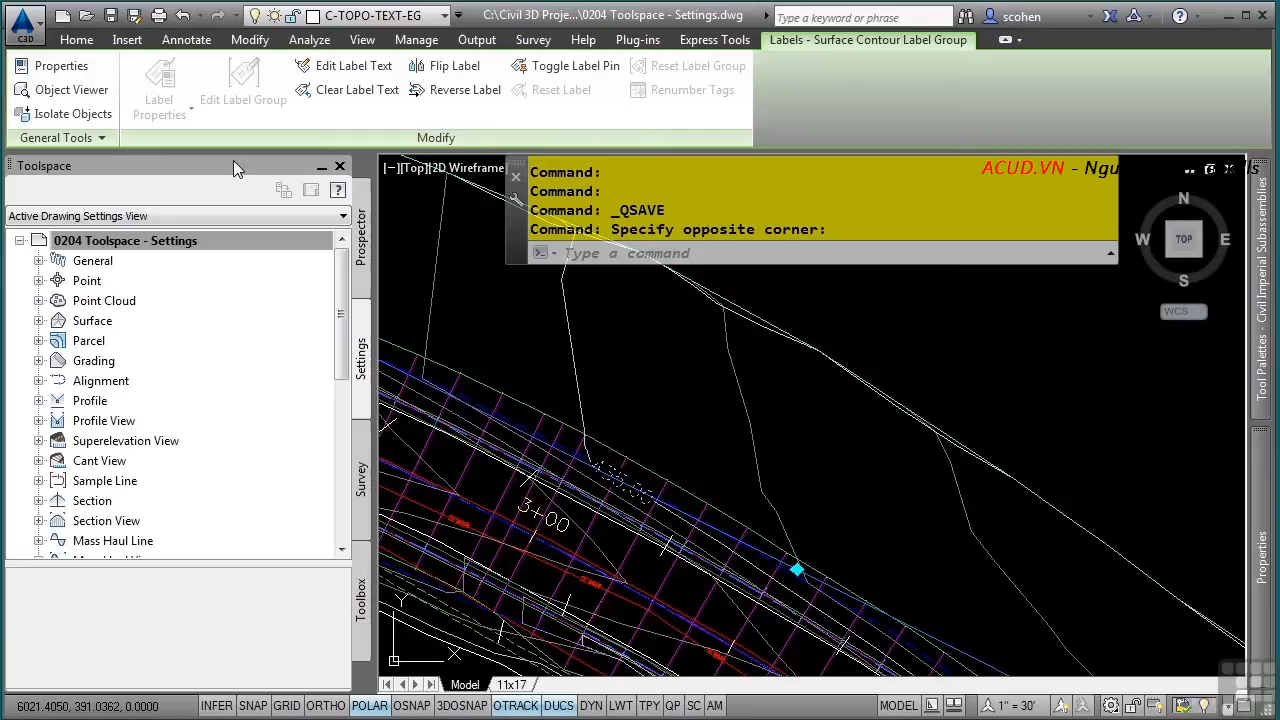 C-TOPO-TEXT-EG
C:\Civil 3D Proje...\0204 Toolspace - Settings.dwg
Type a keyword or phrase
scohen
C3D
Home
Insert
Annotate
Modify
Analyze
View
Manage
Output
Survey
Help
Plug-ins
Express Tools
Labels - Surface Contour Label Group
Properties
Object Viewer
Isolate Objects
General Tools
Label
Properties
Edit Label Group
Edit Label Text
Clear Label Text
Flip Label
Reverse Label
Toggle Label Pin
Reset Label
Reset Label Group
Renumber Tags
Modify
Toolspace
Active Drawing Settings View
0204 Toolspace - Settings
General
Point
Point Cloud
Surface
Parcel
Grading
Alignment
Profile
Profile View
Superelevation View
Cant View
Sample Line
Section
Section View
Mass Haul Line
Prospector
Settings
Survey
Toolbox
[−][Top][2D Wireframe
Command:
Command:
Command: _QSAVE
Command: Specify opposite corner:
Type a command
ACUD.VN - Ngu
N
W
TOP
E
S
WCS
Tool Palettes - Civil Imperial Subassemblies
Properties
3+00
Y
X
Model
11x17
6021.4050, 391.0362, 0.0000
INFER
SNAP
GRID
ORTHO
POLAR
OSNAP
3DOSNAP
OTRACK
DUCS
DYN
LWT
TPY
QP
SC
AM
MODEL
1" = 30'